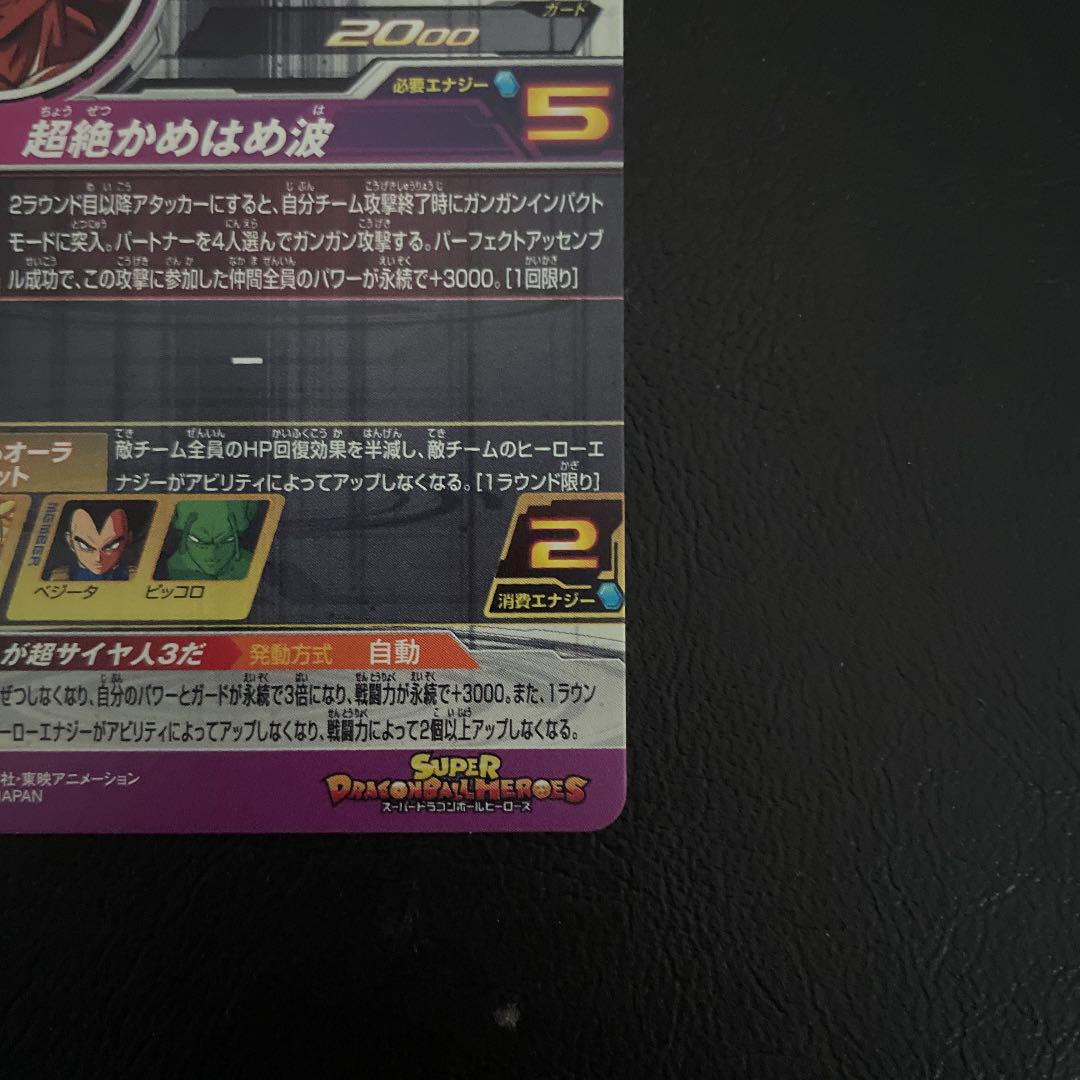 ガード
2000
必要エナジー 5
超絶かめはめ波
2ラウンド目以降アタッカーにすると、自分チーム攻撃終了時にガンガンインパクト
モードに突入。パートナーを4人選んでガンガン攻撃する。パーフェクトアッセンブ
ル成功で、この攻撃に参加した仲間全員のパワーが永続で+3000。[1回限り]
ー
オーラ
ット
敵チーム全員のHP回復効果を半減し、敵チームのヒーローエ
ナジーがアビリティによってアップしなくなる。[1ラウンド限り]
MEMBER
ベジータ
ピッコロ
2
消費エナジー
が超サイヤ人3だ 発動方式 自動
ぜつしなくなり、自分のパワーとガードが永続で3倍になり、戦闘力が永続で+3000。また、1ラウン
ーローエナジーがアビリティによってアップしなくなり、戦闘力によって2個以上アップしなくなる。
社・東映アニメーション
JAPAN
SUPER
DRAGONBALL HEROES
スーパードラゴンボールヒーローズ